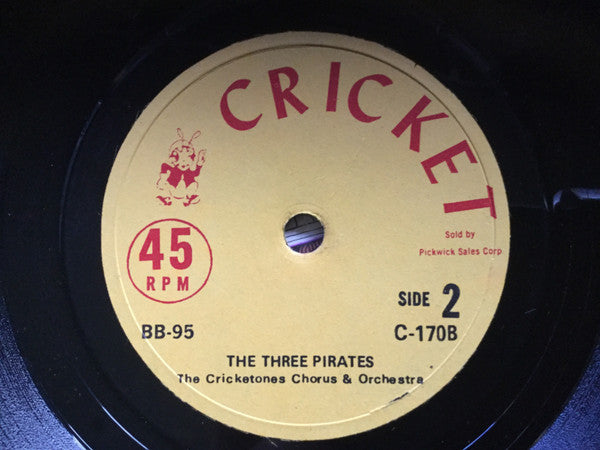 CRICKET
Sold by
Pickwick Sales Corp
45
RPM
SIDE 2
BB-95
C-170B
THE THREE PIRATES
The Cricketones Chorus & Orchestra